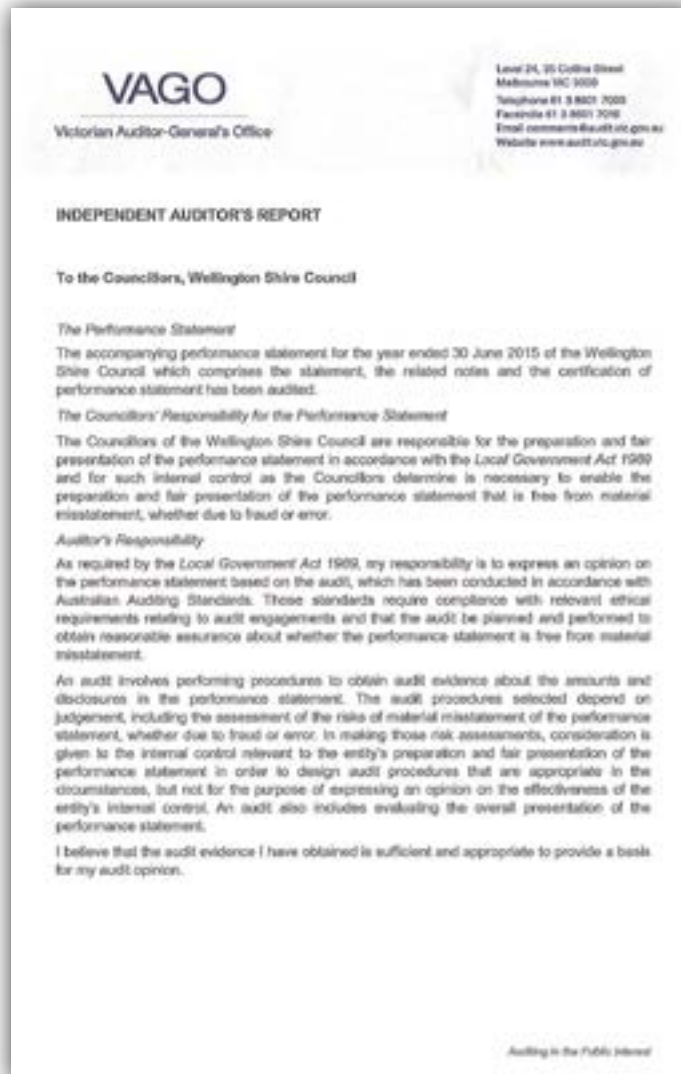 VAGO
Victorian Auditor-General's Office
Level 24, 35 Collins Street
Melbourne VIC 3000
Telephone 61 3 8601 7000
Facsimile 61 3 8601 7010
Email comments@audit.vic.gov.au
Website www.audit.vic.gov.au
INDEPENDENT AUDITOR'S REPORT
To the Councillors, Wellington Shire Council
The Performance Statement
The accompanying performance statement for the year ended 30 June 2015 of the Wellington
Shire Council which comprises the statement, the related notes and the certification of
performance statement has been audited.
The Councillors' Responsibility for the Performance Statement
The Councillors of the Wellington Shire Council are responsible for the preparation and fair
presentation of the performance statement in accordance with the Local Government Act 1989
and for such internal control as the Councillors determine is necessary to enable the
preparation and fair presentation of the performance statement that is free from material
misstatement, whether due to fraud or error.
Auditor's Responsibility
As required by the Local Government Act 1989, my responsibility is to express an opinion on
the performance statement based on the audit, which has been conducted in accordance with
Australian Auditing Standards. Those standards require compliance with relevant ethical
requirements relating to audit engagements and that the audit be planned and performed to
obtain reasonable assurance about whether the performance statement is free from material
misstatement.
An audit involves performing procedures to obtain audit evidence about the amounts and
disclosures in the performance statement. The audit procedures selected depend on
judgement, including the assessment of the risks of material misstatement of the performance
statement, whether due to fraud or error. In making those risk assessments, consideration is
given to the internal control relevant to the entity's preparation and fair presentation of the
performance statement in order to design audit procedures that are appropriate in the
circumstances, but not for the purpose of expressing an opinion on the effectiveness of the
entity's internal control. An audit also includes evaluating the overall presentation of the
performance statement.
I believe that the audit evidence I have obtained is sufficient and appropriate to provide a basis
for my audit opinion.
Auditing in the Public Interest